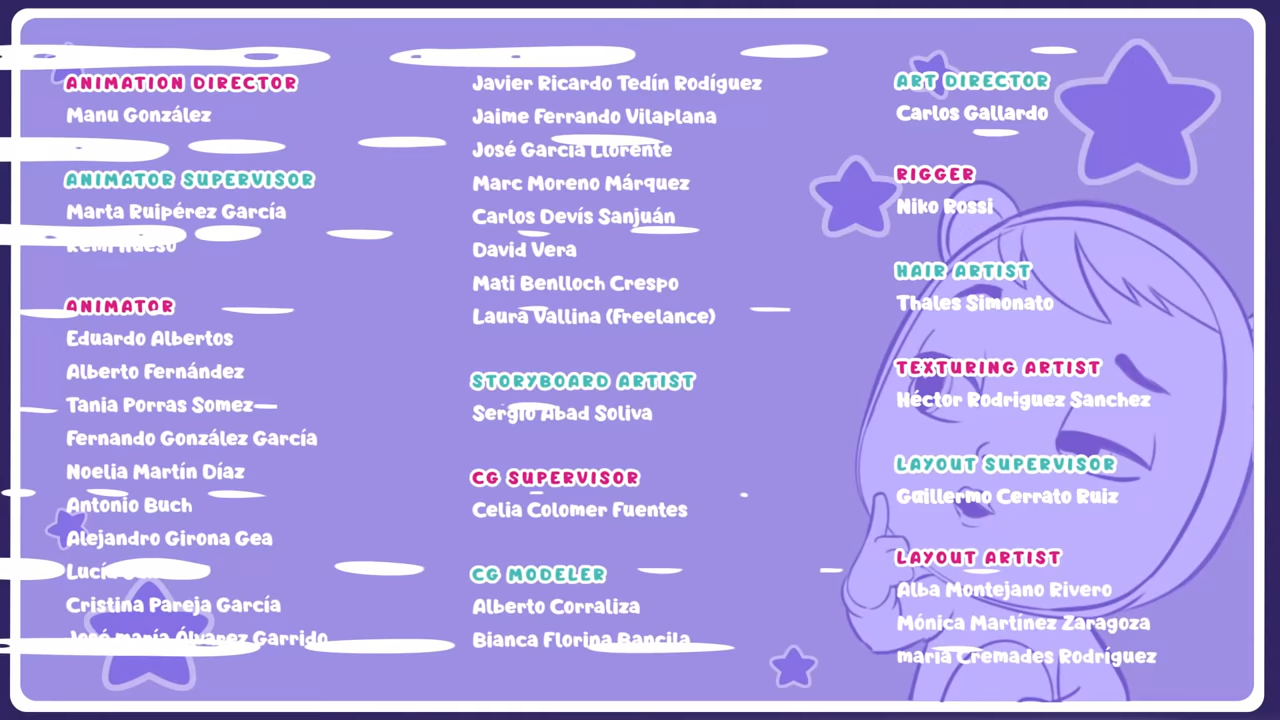 ANIMATION DIRECTOR
Manu González
ANIMATOR SUPERVISOR
Marta Ruipérez García
ANIMATOR
Eduardo Albertos
Alberto Fernández
Tania Porras Somez
Fernando González García
Noelia Martín Díaz
Antonio Buch
Alejandro Girona Gea
Lucía
Cristina Pareja García
José maría Álvarez Garrido
Javier Ricardo Tedín Rodíguez
Jaime Ferrando Vilaplana
José García Llorente
Marc Moreno Márquez
Carlos Devís Sanjuán
David Vera
Mati Benlloch Crespo
Laura Vallina (Freelance)
STORYBOARD ARTIST
Sergio Abad Soliva
CG SUPERVISOR
Celia Colomer Fuentes
CG MODELER
Alberto Corraliza
Bianca Florina Bancila
ART DIRECTOR
Carlos Gallardo
RIGGER
Niko Rossi
HAIR ARTIST
Thales Simonato
TEXTURING ARTIST
Héctor Rodriguez Sanchez
LAYOUT SUPERVISOR
Guillermo Cerrato Ruiz
LAYOUT ARTIST
Alba Montejano Rivero
Mónica Martínez Zaragoza
maria Cremades Rodríguez